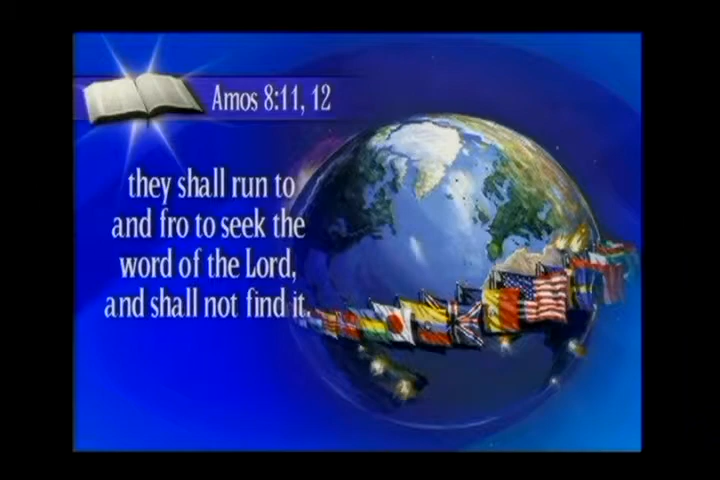 Amos 8:11, 12
they shall run to
and fro to seek the
word of the Lord,
and shall not find it.